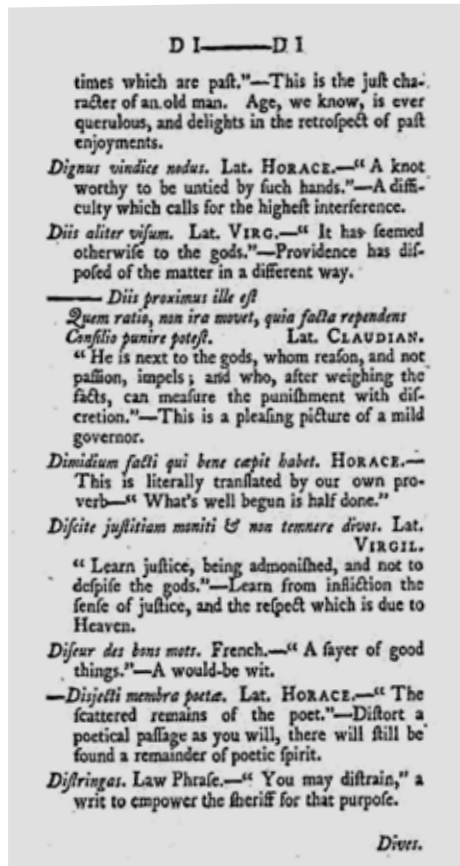 D I———D I
times which are paſt."—This is the juſt cha-
racter of an old man. Age, we know, is ever
querulous, and delights in the retroſpect of paſt
enjoyments.
Dignus vindice nodus. Lat. HORACE.—“ A knot
worthy to be untied by ſuch hands."—A diffi-
culty which calls for the higheſt interference.
Diis aliter viſum. Lat. VIRG.—“ It has ſeemed
otherwiſe to the gods."—Providence has diſ-
poſed of the matter in a different way.
——— Diis proximus ille eſt
Quem ratio, non ira movet, quia facta rependens
Conſilio punire poteſt. Lat. CLAUDIAN.
“ He is next to the gods, whom reaſon, and not
paſſion, impels; and who, after weighing the
facts, can meaſure the puniſhment with diſ-
cretion."—This is a pleaſing picture of a mild
governor.
Dimidium facti qui bene cæpit habet. HORACE.—
This is literally tranſlated by our own pro-
verb—“ What's well begun is half done."
Diſcite juſtitiam moniti & non temnere divos. Lat.
VIRGIL.
“ Learn juſtice, being admoniſhed, and not to
deſpiſe the gods."—Learn from infliction the
ſenſe of juſtice, and the reſpect which is due to
Heaven.
Diſeur des bons mots. French.—“ A ſayer of good
things."—A would-be wit.
—Disjecti membra poetæ. Lat. HORACE.—“ The
ſcattered remains of the poet."—Diſtort a
poetical paſſage as you will, there will ſtill be
found a remainder of poetic ſpirit.
Diſtringas. Law Phraſe.—“ You may diſtrain," a
writ to empower the ſheriff for that purpoſe.
Dives.